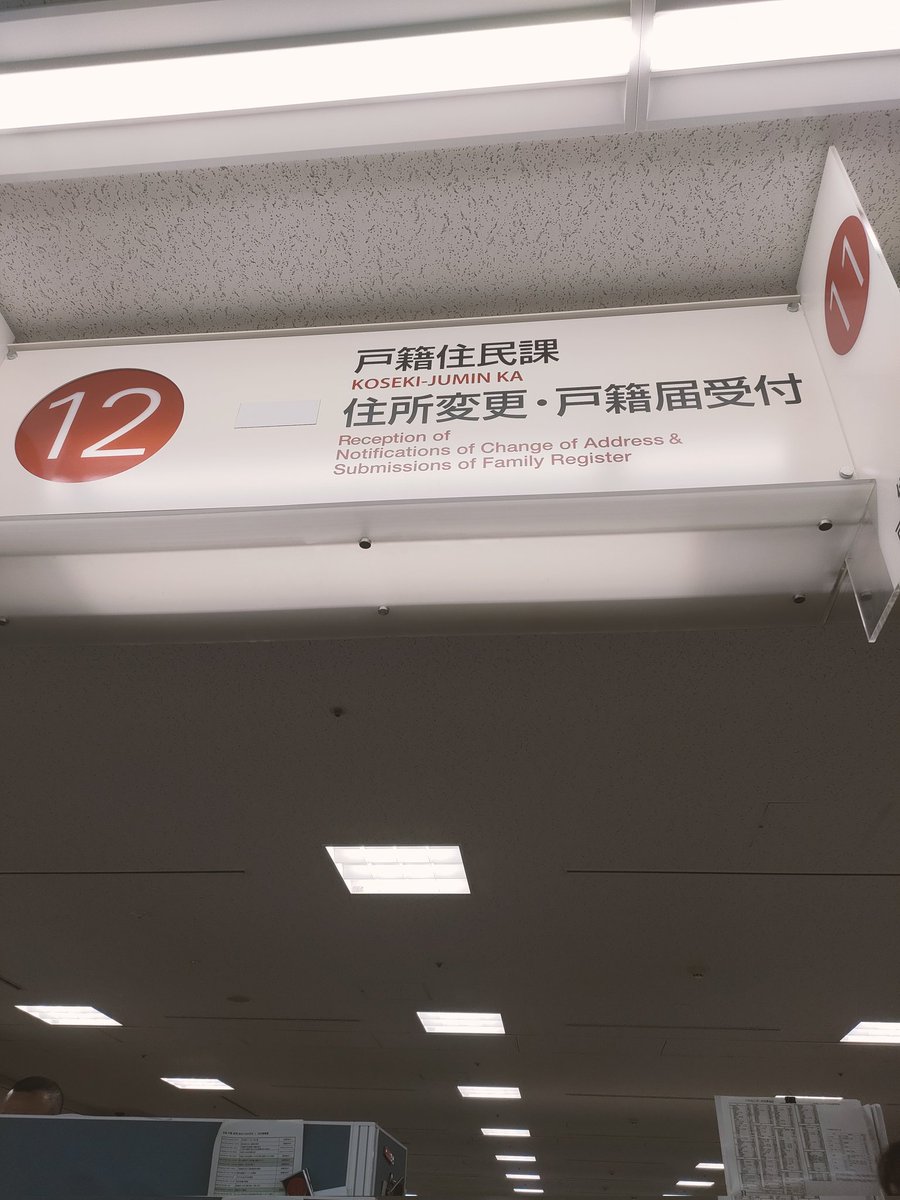 12
戸籍住民課
KOSEKI-JUMIN KA
住所変更・戸籍届受付
Reception of
Notifications of Change of Address &
Submissions of Family Register
11